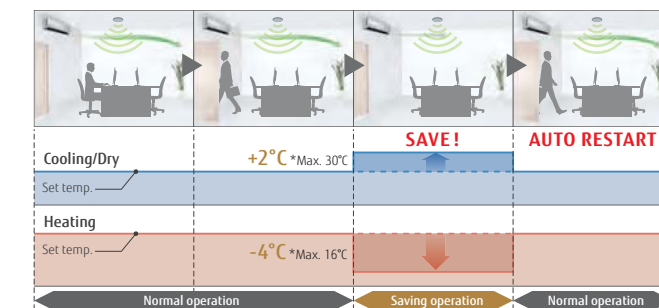 SAVE!
AUTO RESTART
Cooling/Dry
+2°C *Max. 30°C
Set temp.
Heating
Set temp.
-4°C *Max. 16°C
Normal operation
Saving operation
Normal operation